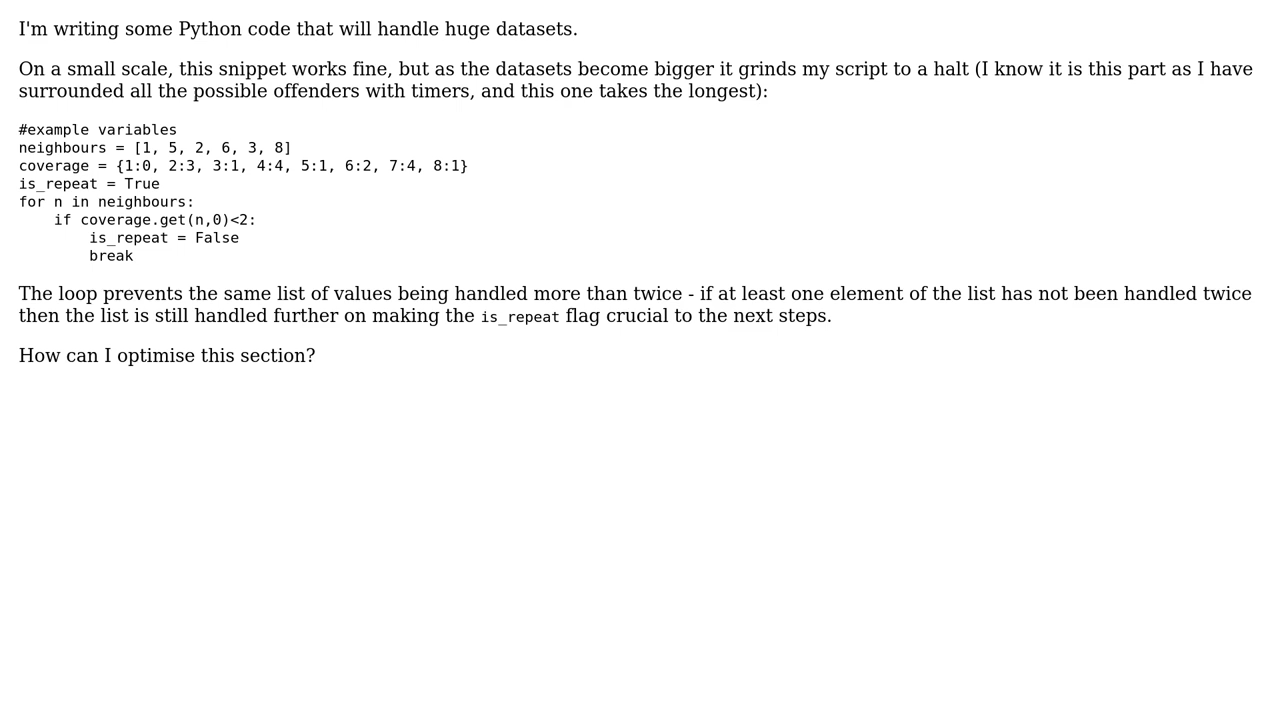 I'm writing some Python code that will handle huge datasets.
On a small scale, this snippet works fine, but as the datasets become bigger it grinds my script to a halt (I know it is this part as I have
surrounded all the possible offenders with timers, and this one takes the longest):
#example variables
neighbours = [1, 5, 2, 6, 3, 8]
coverage = {1:0, 2:3, 3:1, 4:4, 5:1, 6:2, 7:4, 8:1}
is_repeat = True
for n in neighbours:
    if coverage.get(n,0)<2:
        is_repeat = False
        break
The loop prevents the same list of values being handled more than twice - if at least one element of the list has not been handled twice
then the list is still handled further on making the is_repeat flag crucial to the next steps.
How can I optimise this section?